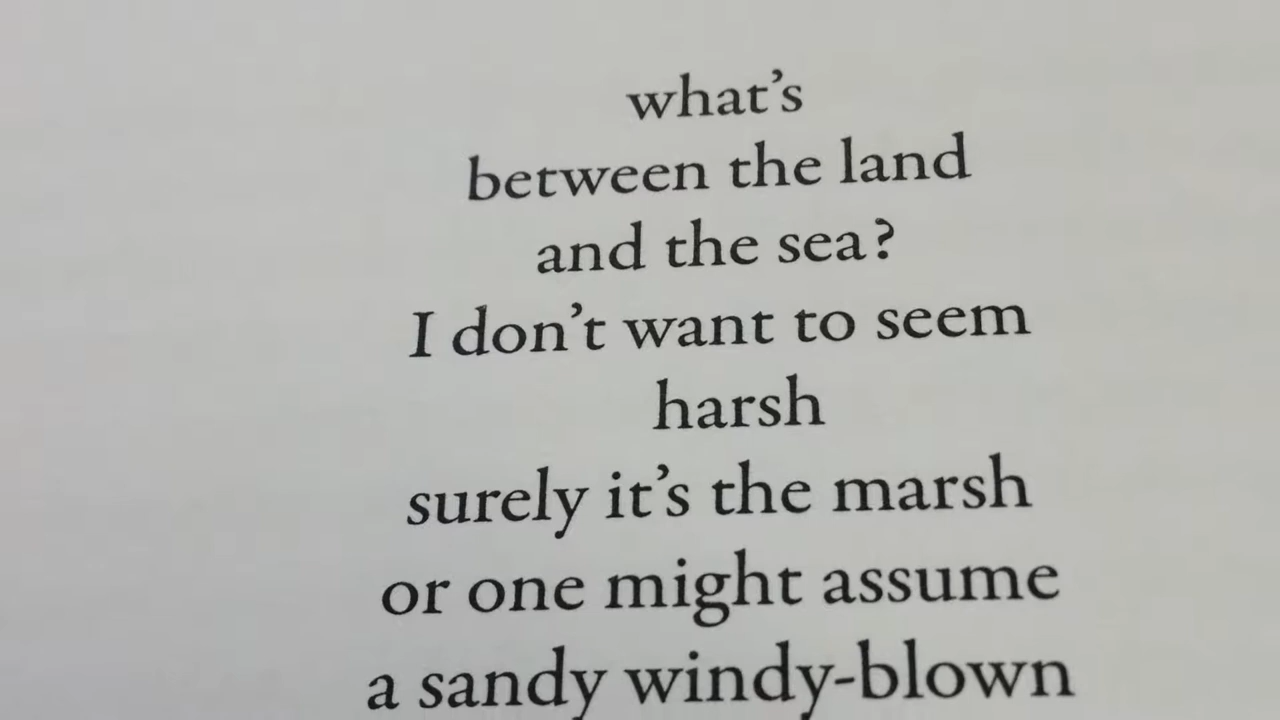 what’s
between the land
and the sea?
I don’t want to seem
harsh
surely it’s the marsh
or one might assume
a sandy windy-blown